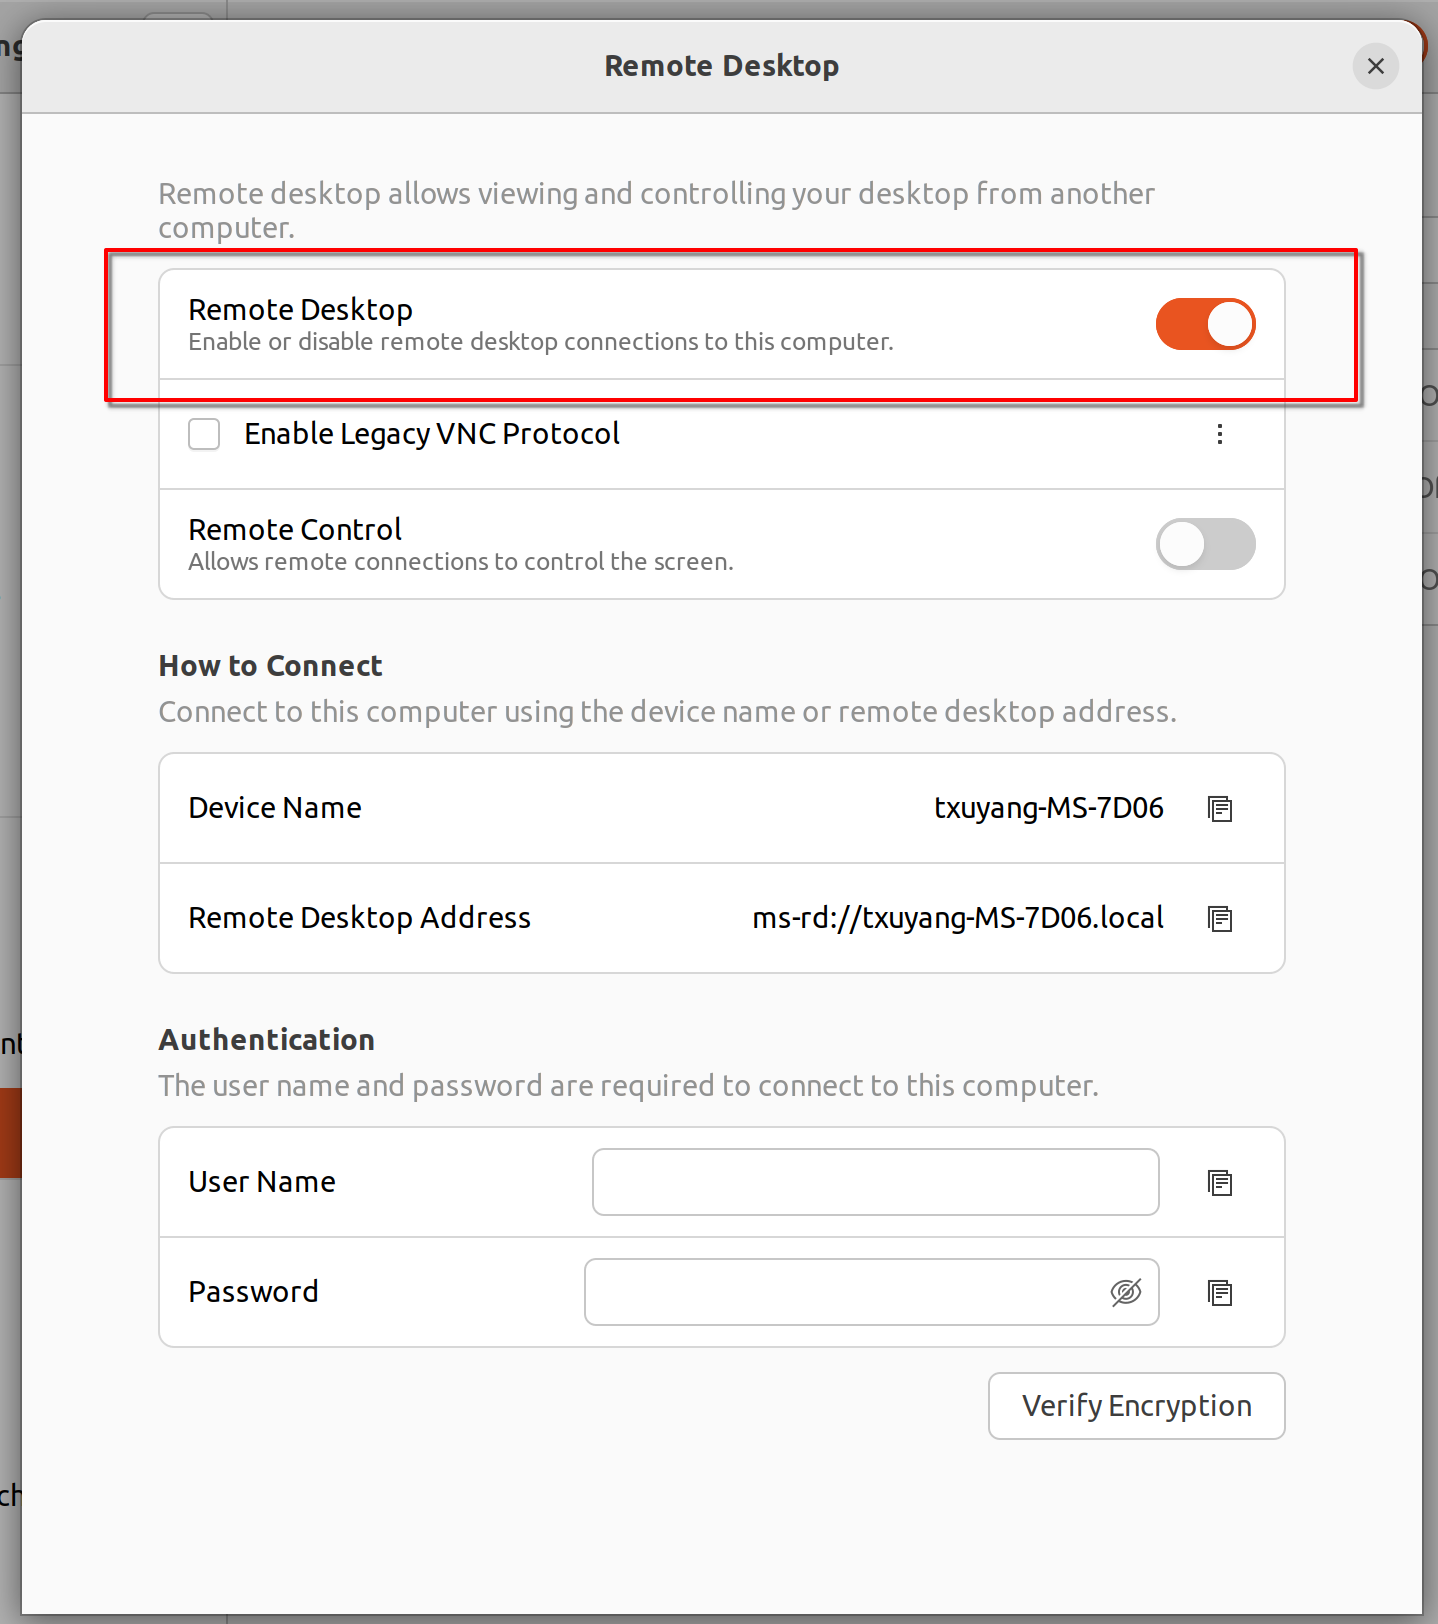 Remote Desktop
Remote desktop allows viewing and controlling your desktop from another
computer.
Remote Desktop
Enable or disable remote desktop connections to this computer.
Enable Legacy VNC Protocol
Remote Control
Allows remote connections to control the screen.
How to Connect
Connect to this computer using the device name or remote desktop address.
Device Name txuyang-MS-7D06
Remote Desktop Address ms-rd://txuyang-MS-7D06.local
Authentication
The user name and password are required to connect to this computer.
User Name
Password
Verify Encryption